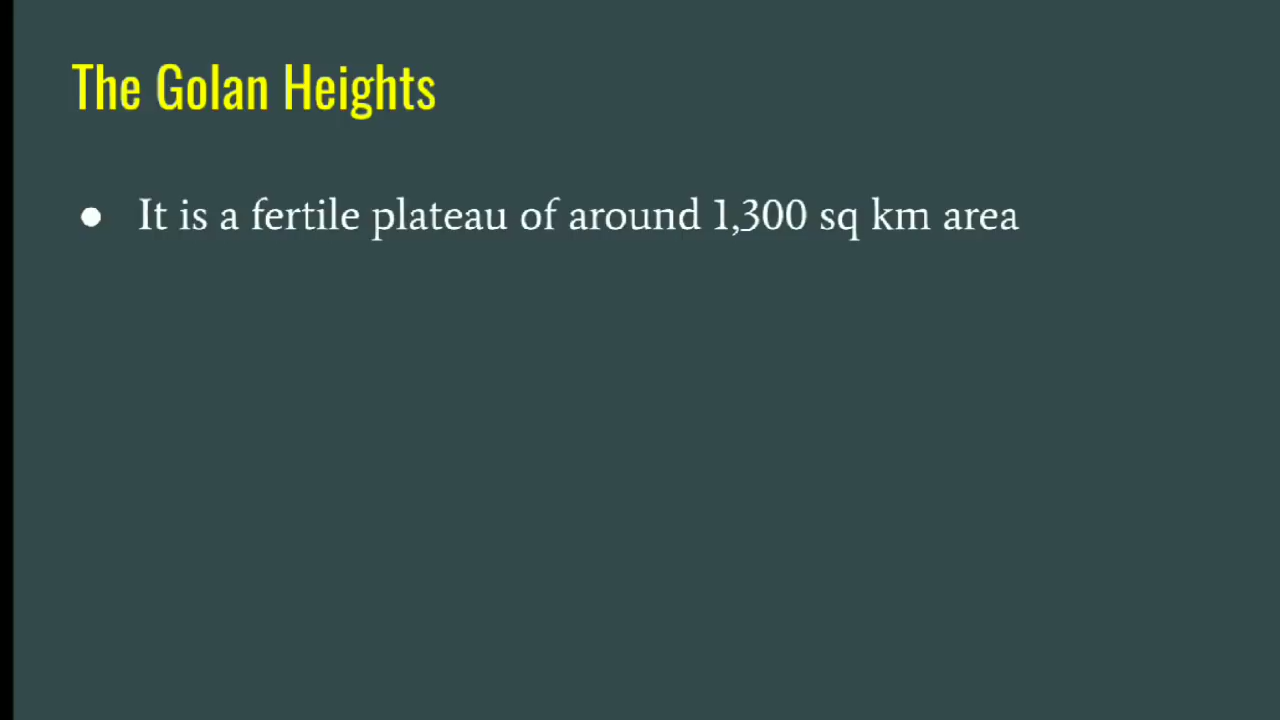 The Golan Heights
● It is a fertile plateau of around 1,300 sq km area